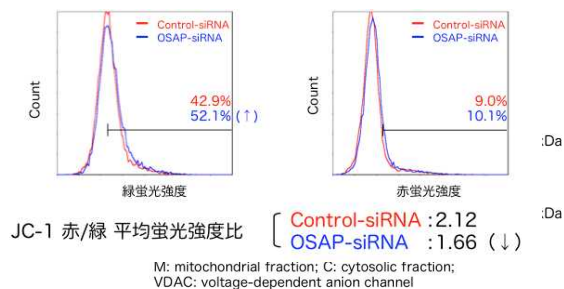 Control-siRNA
OSAP-siRNA
Count
42.9%
52.1% (↑)
緑蛍光強度
Control-siRNA
OSAP-siRNA
Count
9.0%
10.1%
赤蛍光強度
:Da
:Da
JC-1 赤/緑 平均蛍光強度比
Control-siRNA :2.12
OSAP-siRNA :1.66 (↓)
M: mitochondrial fraction; C: cytosolic fraction;
VDAC: voltage-dependent anion channel